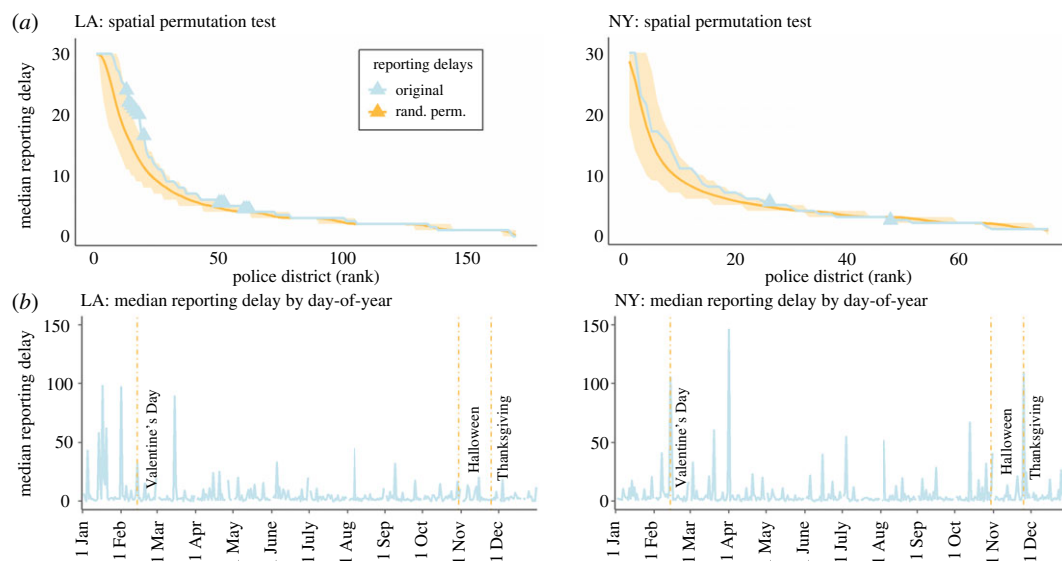 (a)
LA: spatial permutation test
NY: spatial permutation test
median reporting delay
30
20
10
0
reporting delays
original
rand. perm.
0
50
100
150
police district (rank)
30
20
10
0
0
20
40
60
police district (rank)
(b)
LA: median reporting delay by day-of-year
NY: median reporting delay by day-of-year
median reporting delay
150
100
50
0
Valentine’s Day
Halloween
Thanksgiving
1 Jan
1 Feb
1 Mar
1 Apr
1 May
1 June
1 July
1 Aug
1 Sep
1 Oct
1 Nov
1 Dec
150
100
50
0
Valentine’s Day
Halloween
Thanksgiving
1 Jan
1 Feb
1 Mar
1 Apr
1 May
1 June
1 July
1 Aug
1 Sep
1 Oct
1 Nov
1 Dec